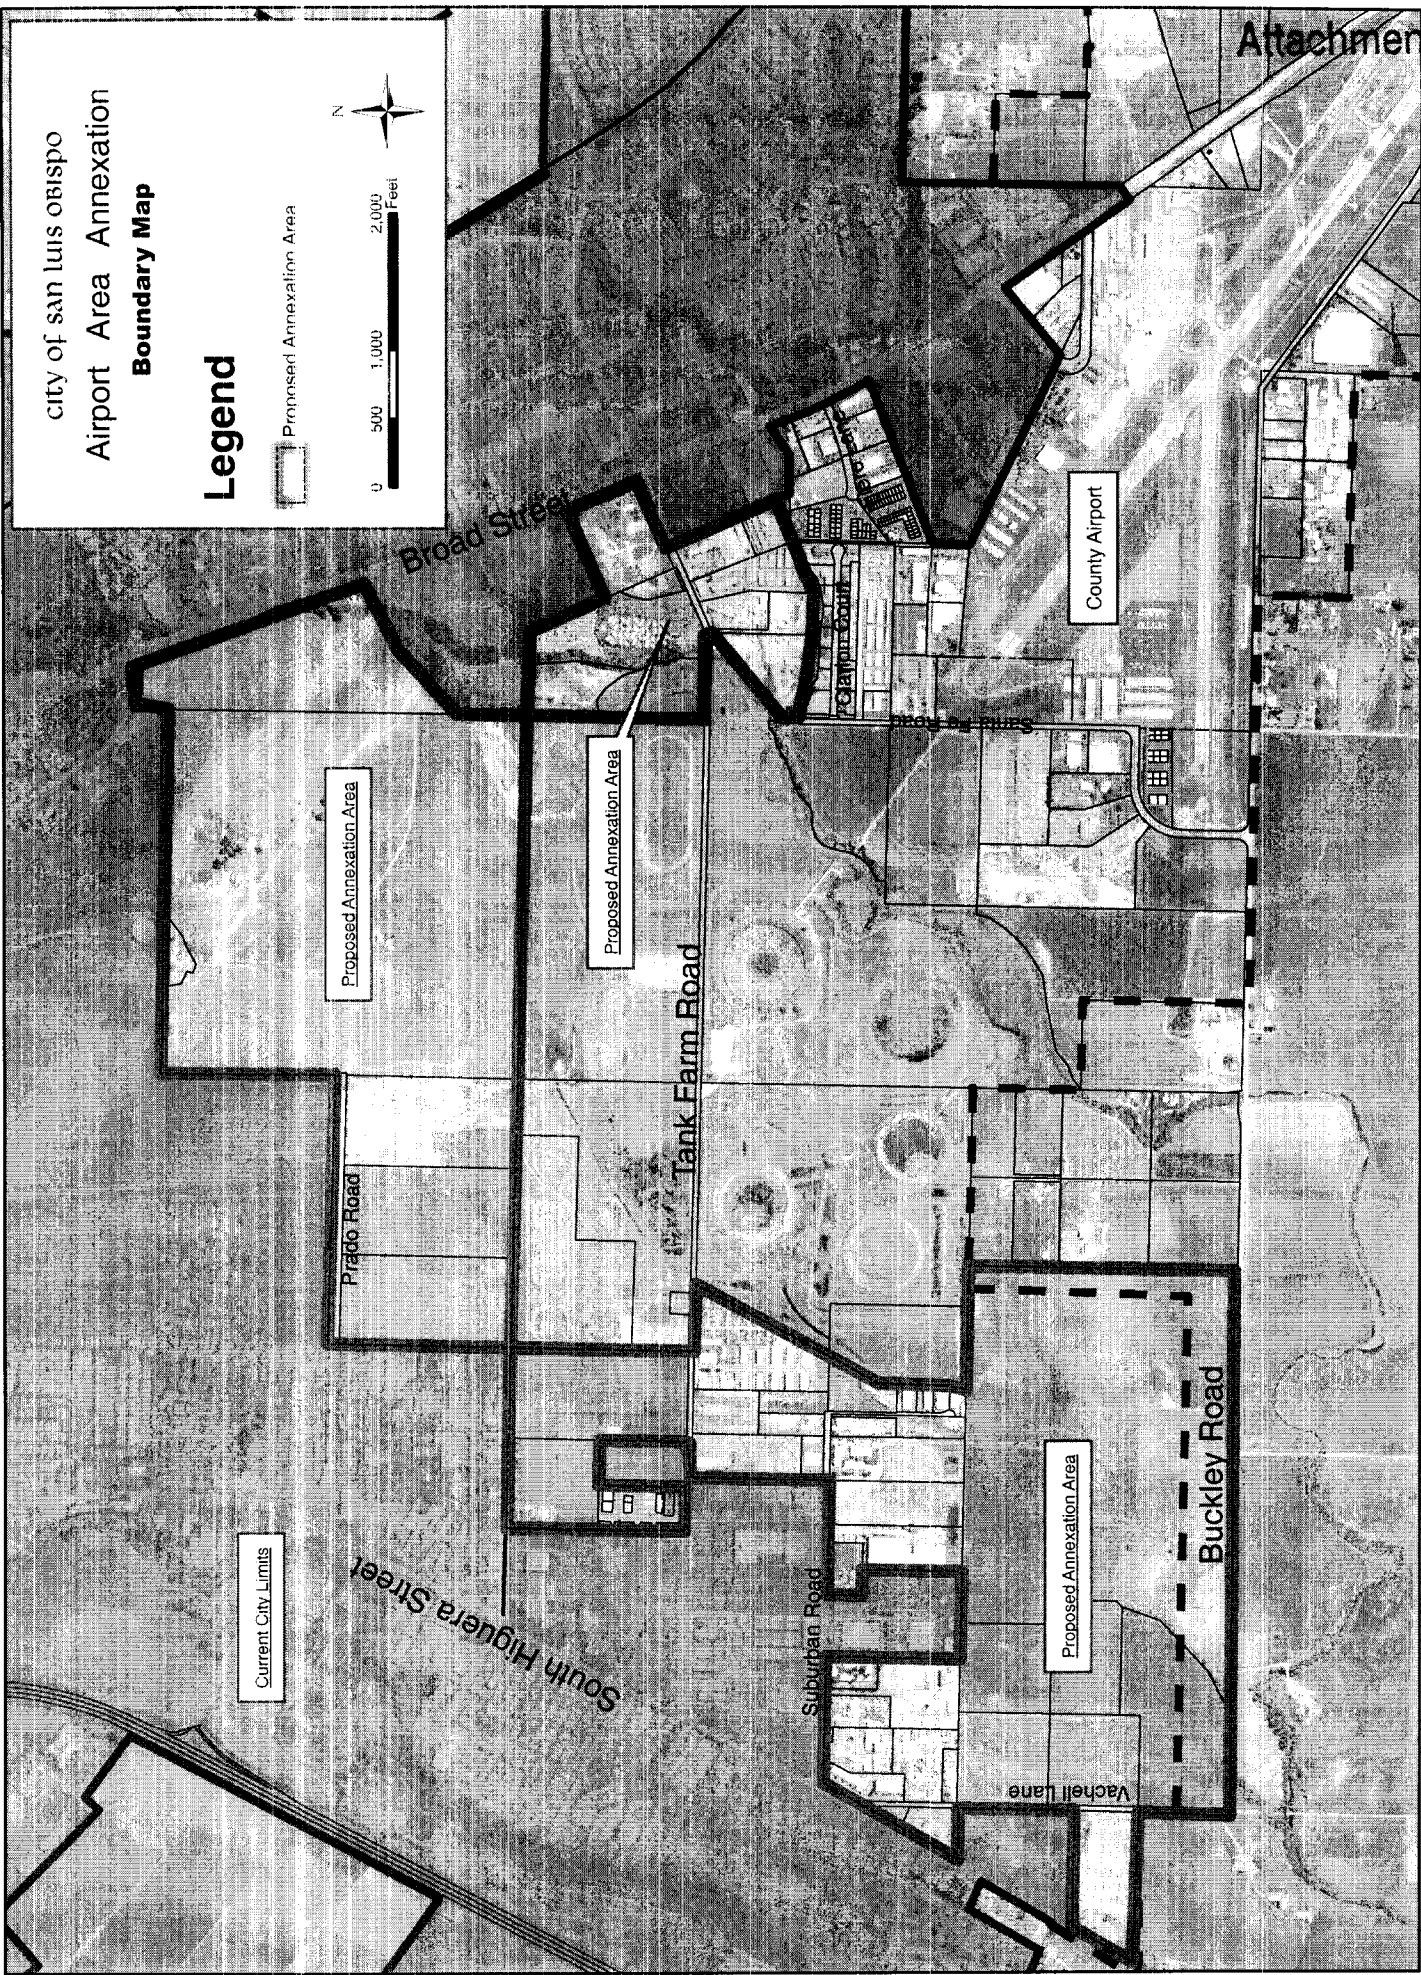 city of san luis obispo
Airport Area Annexation
Boundary Map
Legend
Proposed Annexation Area
N
0 500 1,000 2,000
Feet
Attachmen
Broad Street
Proposed Annexation Area
Proposed Annexation Area
Prado Road
Tank Farm Road
Clarion Court
Santa Fe Road
County Airport
Current City Limits
South Higuera Street
Suburban Road
Proposed Annexation Area
Vachell Lane
Buckley Road